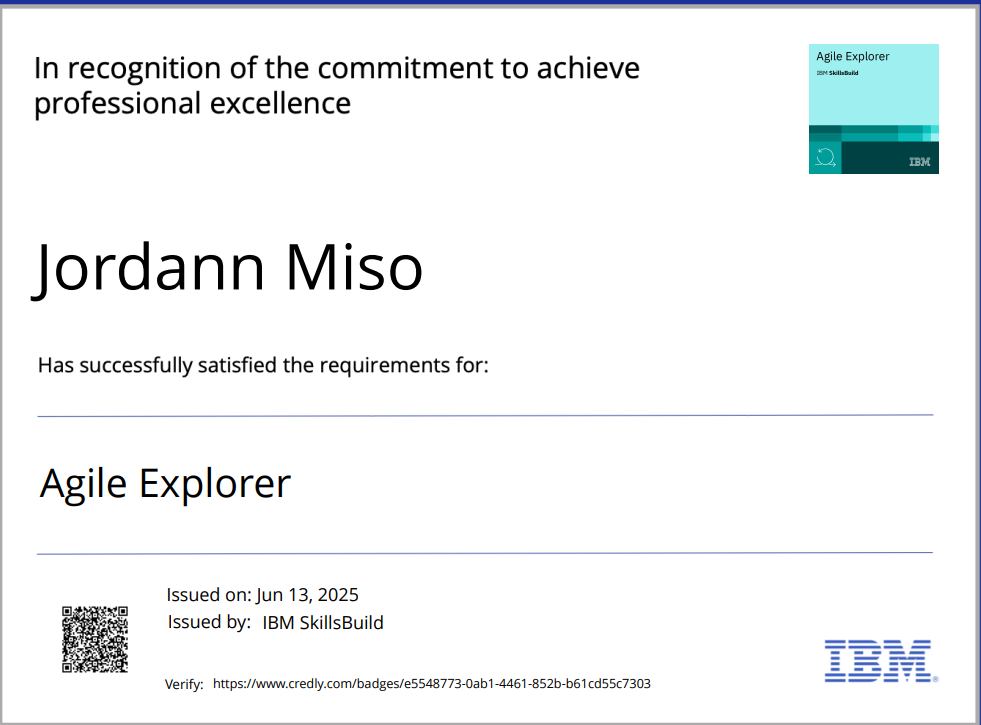 In recognition of the commitment to achieve
professional excellence
Agile Explorer
IBM SkillsBuild
IBM
Jordann Miso
Has successfully satisfied the requirements for:
Agile Explorer
Issued on: Jun 13, 2025
Issued by: IBM SkillsBuild
Verify: https://www.credly.com/badges/e5548773-0ab1-4461-852b-b61cd55c7303
IBM®